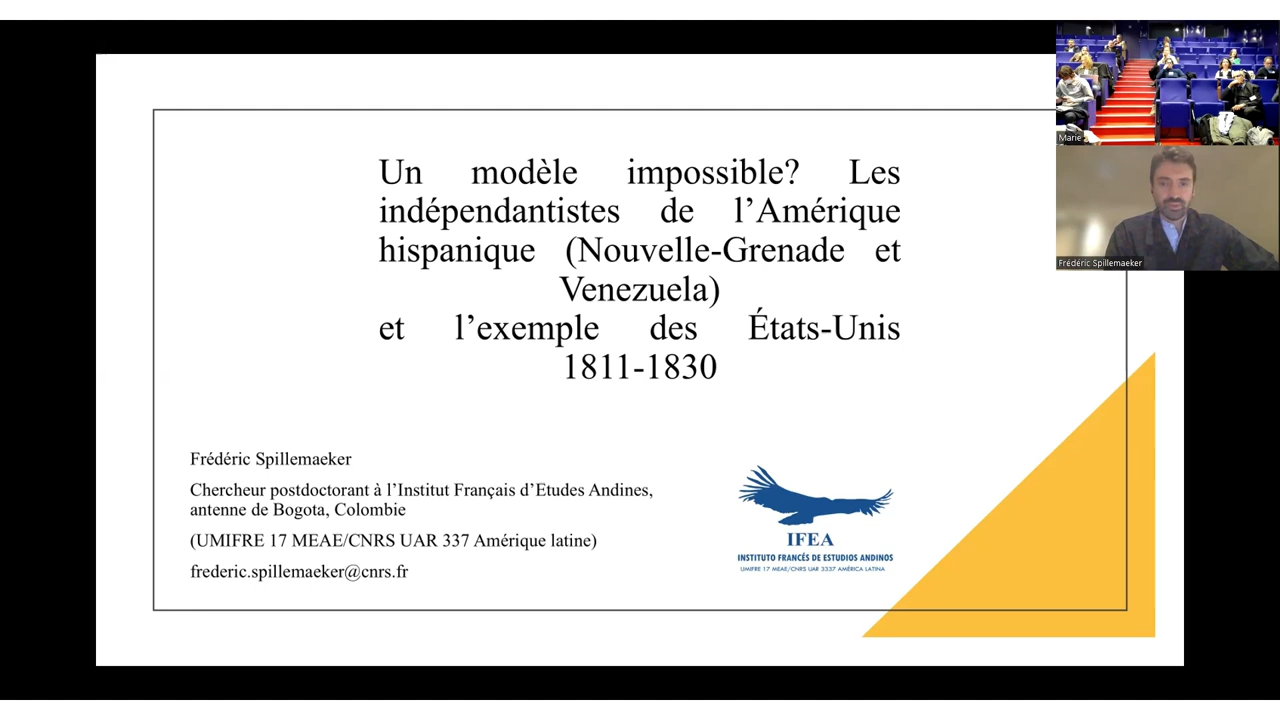 Un modèle impossible? Les
indépendantistes de l’Amérique
hispanique (Nouvelle-Grenade et
Venezuela)
et l’exemple des États-Unis
1811-1830
Frédéric Spillemaeker
Chercheur postdoctorant à l’Institut Français d’Etudes Andines,
antenne de Bogota, Colombie
(UMIFRE 17 MEAE/CNRS UAR 337 Amérique latine)
frederic.spillemaeker@cnrs.fr
IFEA
INSTITUTO FRANCÉS DE ESTUDIOS ANDINOS
UMIFRE 17 MEAE/CNRS UAR 3337 AMÉRICA LATINA
Marie
Frédéric Spillemaeker